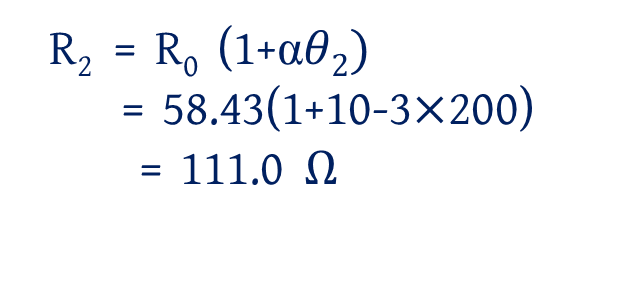 R₂ = R₀ (1+αθ₂)
= 58.43(1+10-3×200)
= 111.0 Ω